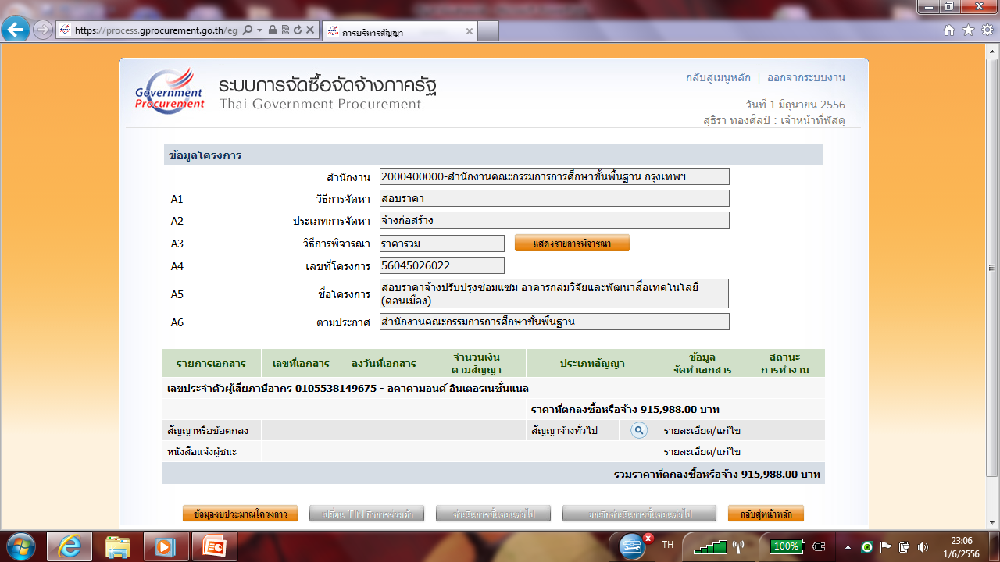 https://process.gprocurement.go.th/eg
การบริหารสัญญา
Government
Procurement
ระบบการจัดซื้อจัดจ้างภาครัฐ
Thai Government Procurement
กลับสู่เมนูหลัก | ออกจากระบบงาน
วันที่ 1 มิถุนายน 2556
สุธิรา ทองศิลป์ : เจ้าหน้าที่พัสดุ
ข้อมูลโครงการ
สำนักงาน 2000400000-สำนักงานคณะกรรมการการศึกษาขั้นพื้นฐาน กรุงเทพฯ
A1 วิธีการจัดหา สอบราคา
A2 ประเภทการจัดหา จ้างก่อสร้าง
A3 วิธีการพิจารณา ราคารวม แสดงรายการพิจารณา
A4 เลขที่โครงการ 56045026022
A5 ชื่อโครงการ สอบราคาจ้างปรับปรุงซ่อมแซม อาคารกลุ่มวิจัยและพัฒนาสื่อเทคโนโลยี
(ดอนเมือง)
A6 ตามประกาศ สำนักงานคณะกรรมการการศึกษาขั้นพื้นฐาน
รายการเอกสาร เลขที่เอกสาร ลงวันที่เอกสาร จำนวนเงิน ประเภทสัญญา ข้อมูล สถานะ
ตามสัญญา จัดทำเอกสาร การทำงาน
เลขประจำตัวผู้เสียภาษีอากร 0105538149675 - อคาดามอนด์ อินเตอรเนชั่นแนล
ราคาที่ตกลงซื้อหรือจ้าง 915,988.00 บาท
สัญญาหรือข้อตกลง สัญญาจ้างทั่วไป รายละเอียด/แก้ไข
หนังสือแจ้งผู้ชนะ รายละเอียด/แก้ไข
รวมราคาที่ตกลงซื้อหรือจ้าง 915,988.00 บาท
ข้อมูลงบประมาณโครงการ เปลี่ยน TIN กิจการร่วมค้า ดำเนินการขั้นตอนต่อไป ยกเลิกดำเนินการขั้นตอนต่อไป กลับสู่หน้าหลัก
TH 100% 23:06
1/6/2556